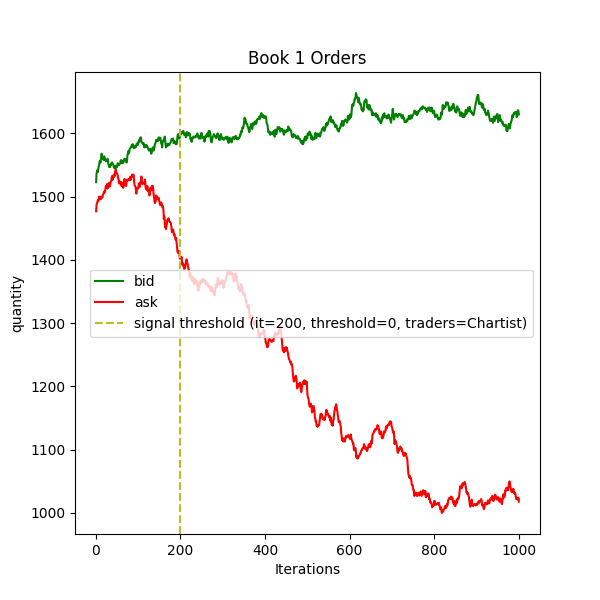 Book 1 Orders
quantity
1600
1500
1400
1300
1200
1100
1000
bid
ask
signal threshold (it=200, threshold=0, traders=Chartist)
0 200 400 600 800 1000
Iterations